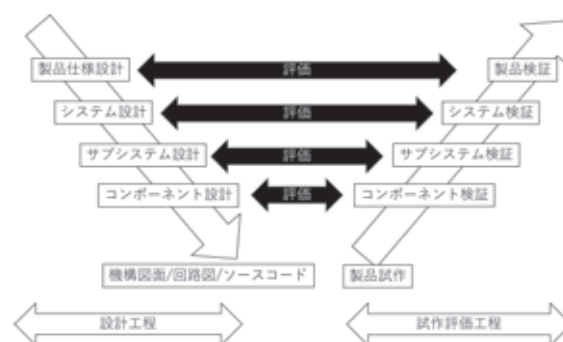 製品仕様設計 評価 製品検証
システム設計 評価 システム検証
サブシステム設計 評価 サブシステム検証
コンポーネント設計 評価 コンポーネント検証
機構図面/回路図/ソースコード 製品試作
設計工程 試作評価工程